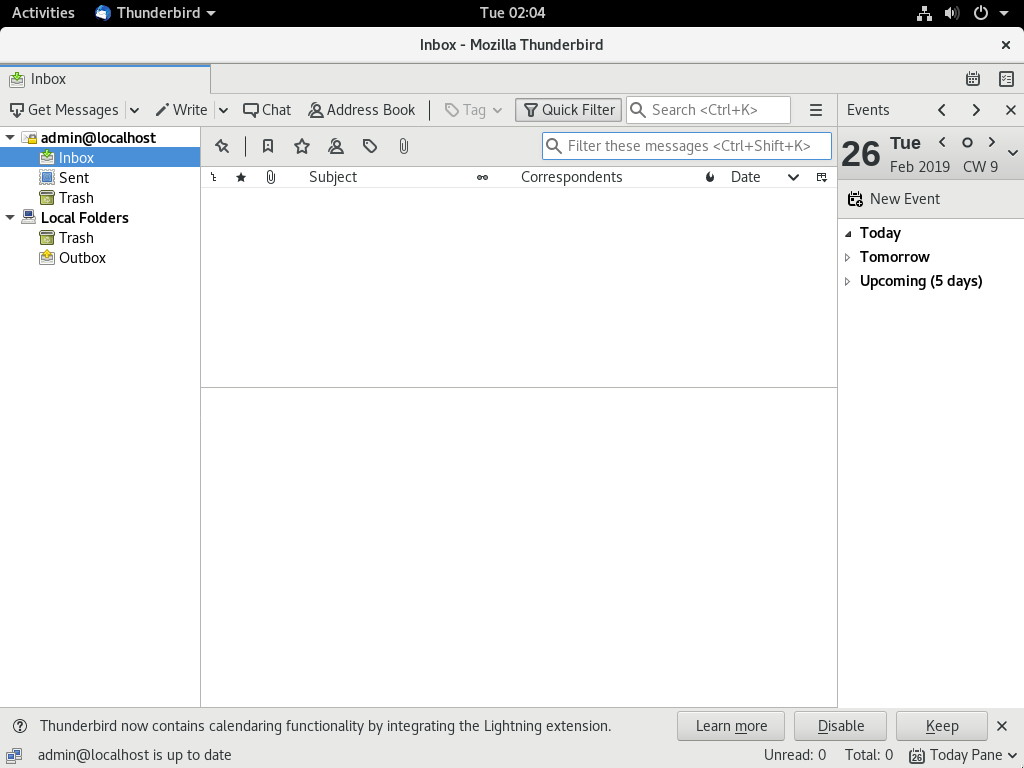 Activities Thunderbird Tue 02:04
Inbox - Mozilla Thunderbird
Inbox
Get Messages Write Chat Address Book Tag Quick Filter Search <Ctrl+K> Events
Filter these messages <Ctrl+Shift+K>
Subject Correspondents Date
admin@localhost
Inbox
Sent
Trash
Local Folders
Trash
Outbox
26 Tue
Feb 2019 CW 9
New Event
Today
Tomorrow
Upcoming (5 days)
Thunderbird now contains calendaring functionality by integrating the Lightning extension. Learn more Disable Keep
admin@localhost is up to date Unread: 0 Total: 0 26 Today Pane